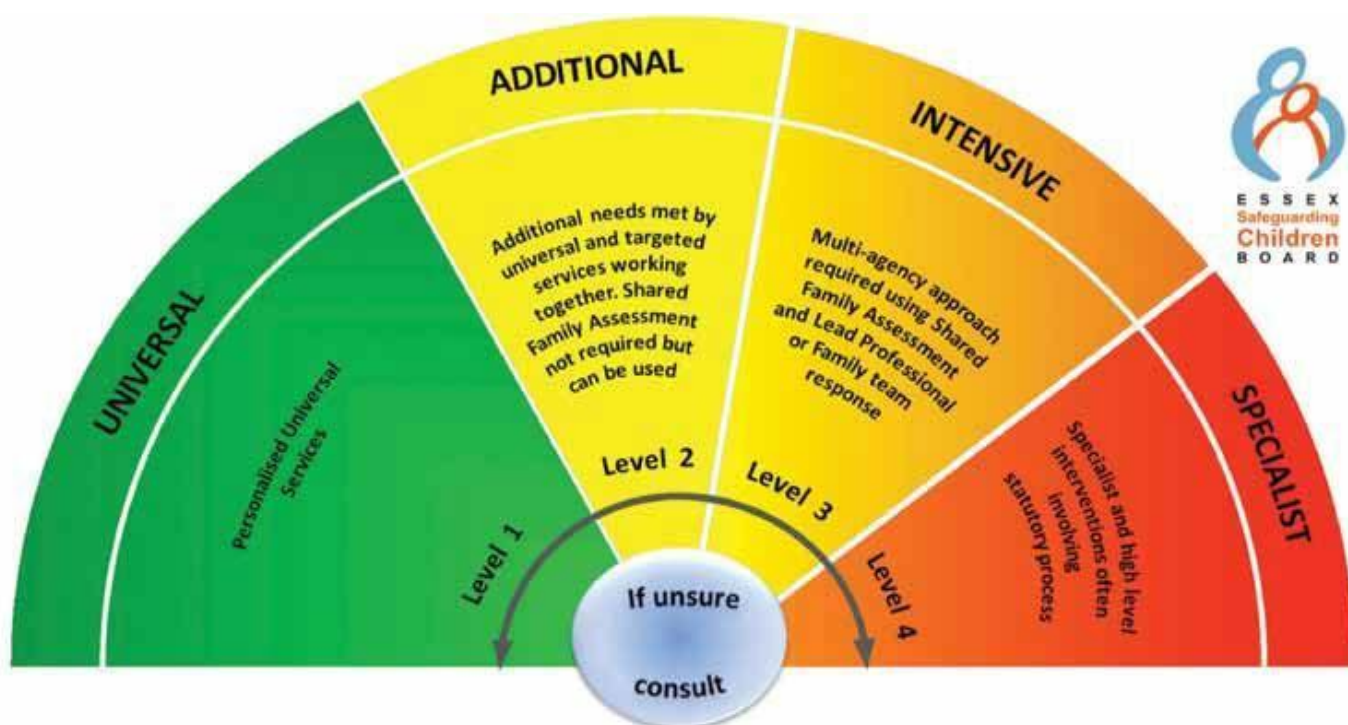 UNIVERSAL
Personalised Universal
Services
Level 1
ADDITIONAL
Additional needs met by
universal and targeted
services working
together. Shared
Family Assessment
not required but
can be used
Level 2
INTENSIVE
Multi-agency approach
required using Shared
Family Assessment
and Lead Professional
or Family team
response
Level 3
SPECIALIST
Specialist and high level
interventions often
involving
statutory process
Level 4
If unsure
consult
ESSEX
Safeguarding
Children
BOARD